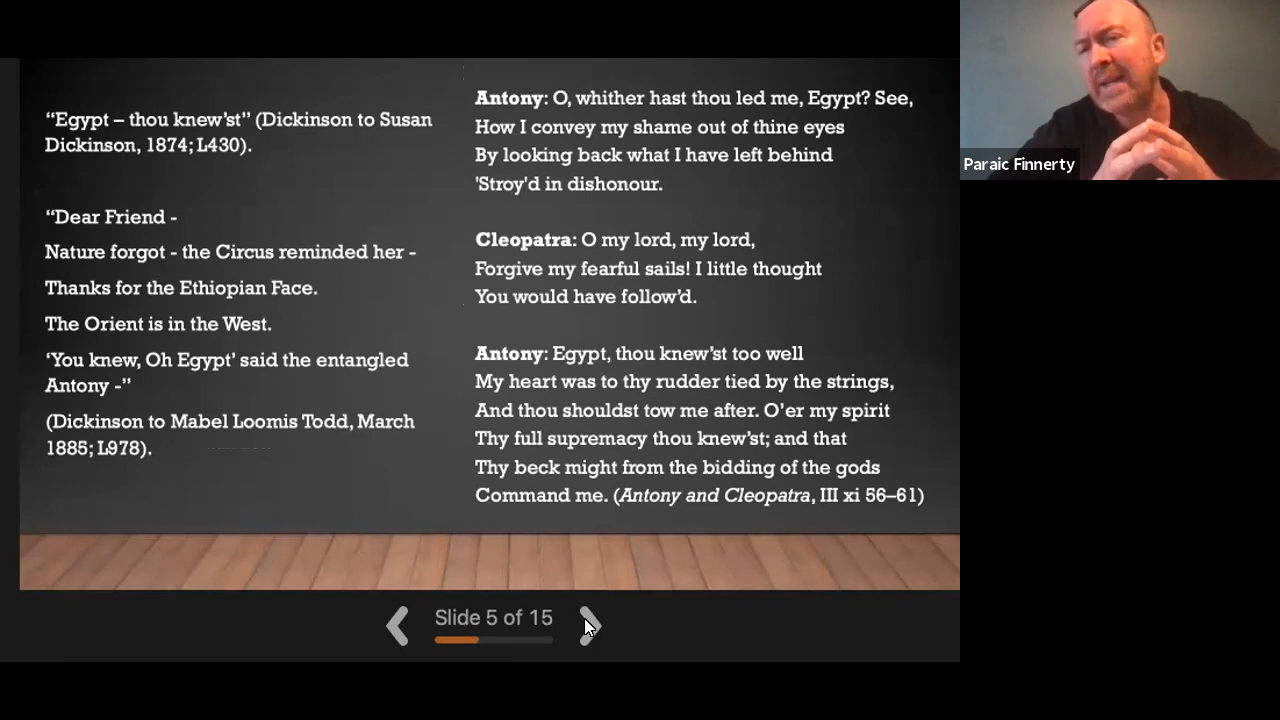 “Egypt – thou knew’st” (Dickinson to Susan
Dickinson, 1874; L430).
“Dear Friend -
Nature forgot - the Circus reminded her -
Thanks for the Ethiopian Face.
The Orient is in the West.
‘You knew, Oh Egypt’ said the entangled
Antony -”
(Dickinson to Mabel Loomis Todd, March
1885; L978).
Antony: O, whither hast thou led me, Egypt? See,
How I convey my shame out of thine eyes
By looking back what I have left behind
'Stroy'd in dishonour.
Cleopatra: O my lord, my lord,
Forgive my fearful sails! I little thought
You would have follow’d.
Antony: Egypt, thou knew’st too well
My heart was to thy rudder tied by the strings,
And thou shouldst tow me after. O’er my spirit
Thy full supremacy thou knew’st; and that
Thy beck might from the bidding of the gods
Command me. (Antony and Cleopatra, III xi 56–61)
Slide 5 of 15
Paraic Finnerty